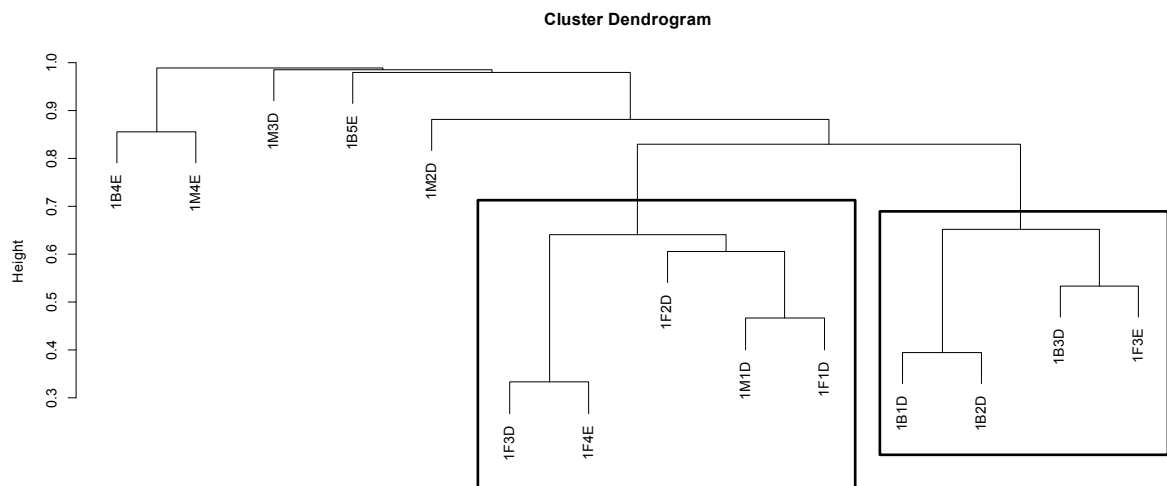 Cluster Dendrogram
Height
1.0
0.9
0.8
0.7
0.6
0.5
0.4
0.3
1B4E
1M4E
1M3D
1B5E
1M2D
1F3D
1F4E
1F2D
1M1D
1F1D
1B1D
1B2D
1B3D
1F3E